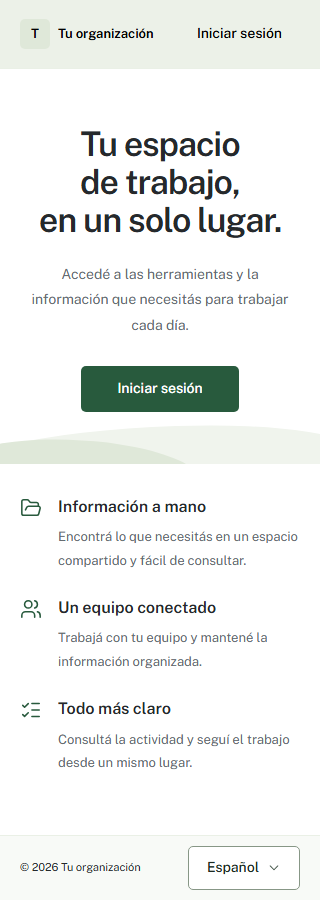 T Tu organización Iniciar sesión
Tu espacio
de trabajo,
en un solo lugar.
Accedé a las herramientas y la
información que necesitás para trabajar
cada día.
Iniciar sesión
Información a mano
Encontrá lo que necesitás en un espacio
compartido y fácil de consultar.
Un equipo conectado
Trabajá con tu equipo y mantené la
información organizada.
Todo más claro
Consultá la actividad y seguí el trabajo
desde un mismo lugar.
© 2026 Tu organización Español